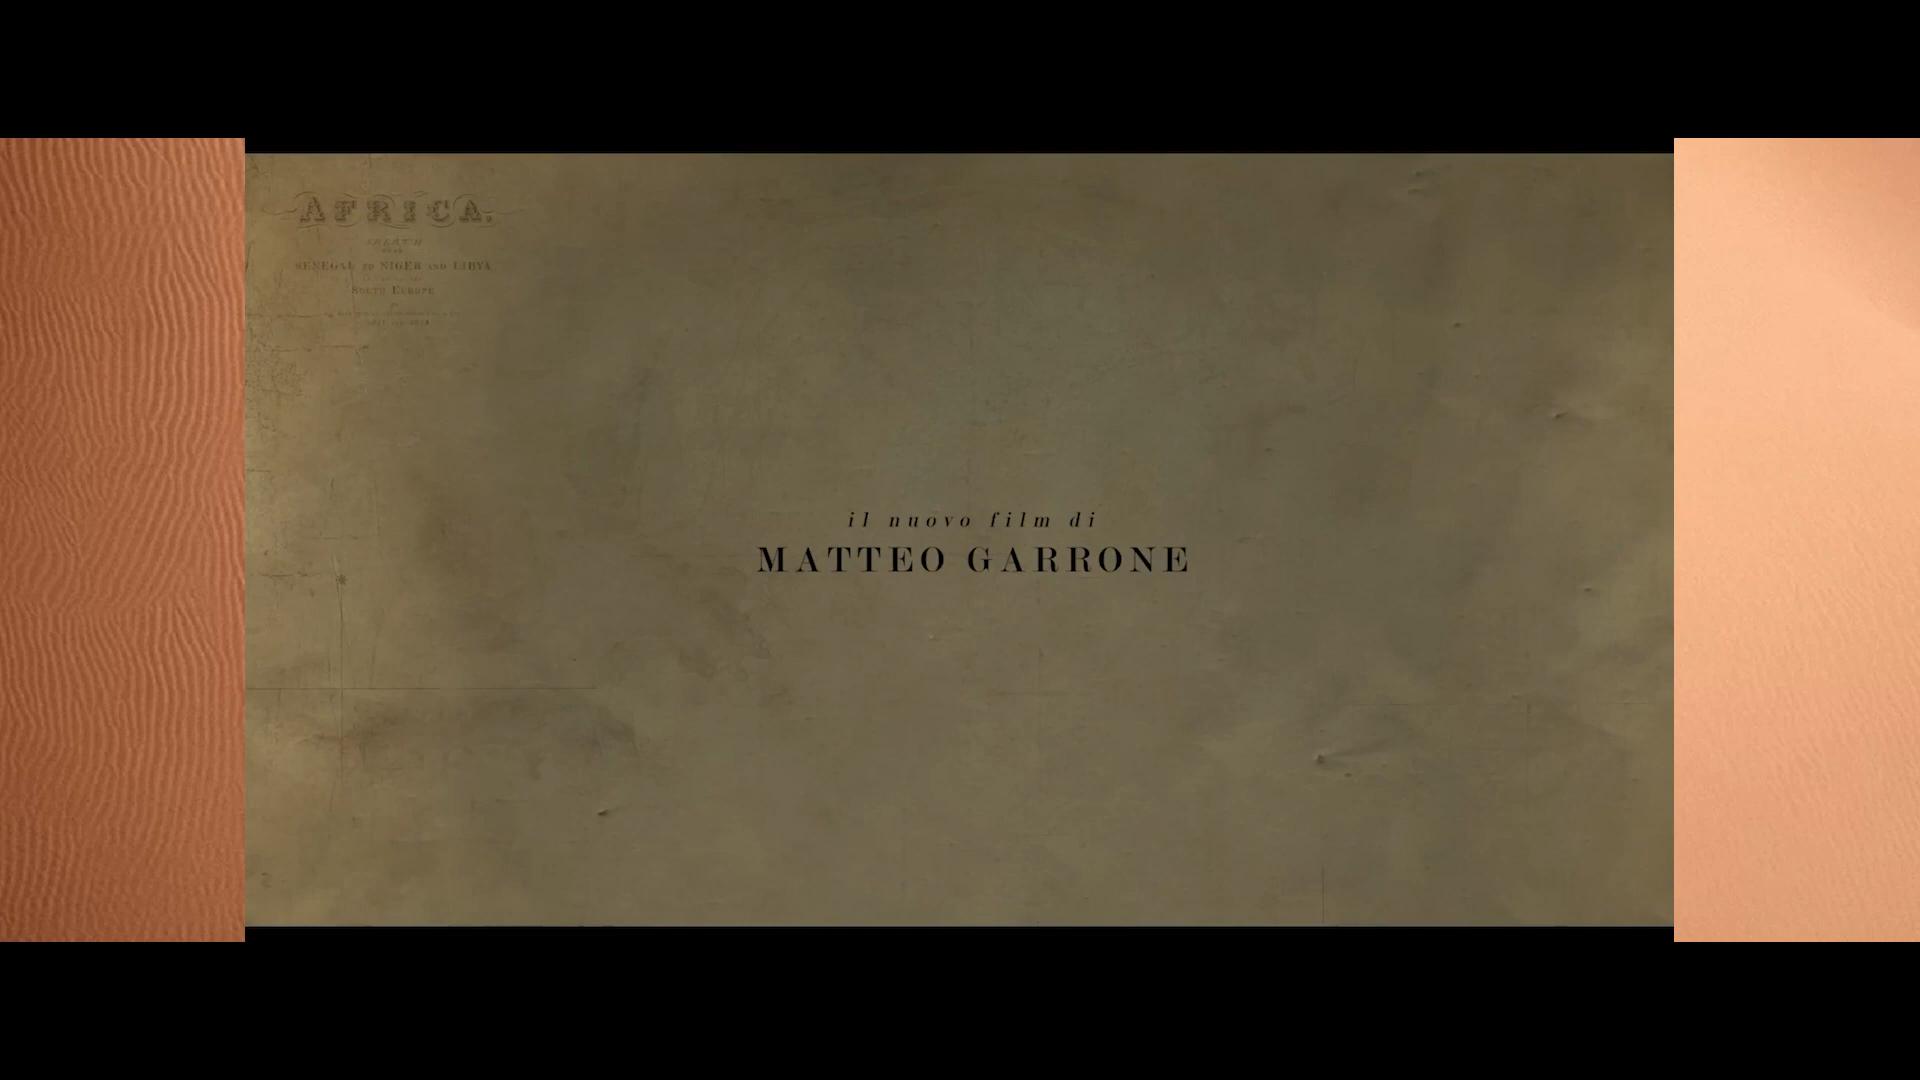 AFRICA.
SENEGAL TO NIGER AND LIBYA
SOUTH EUROPE
il nuovo film di
MATTEO GARRONE